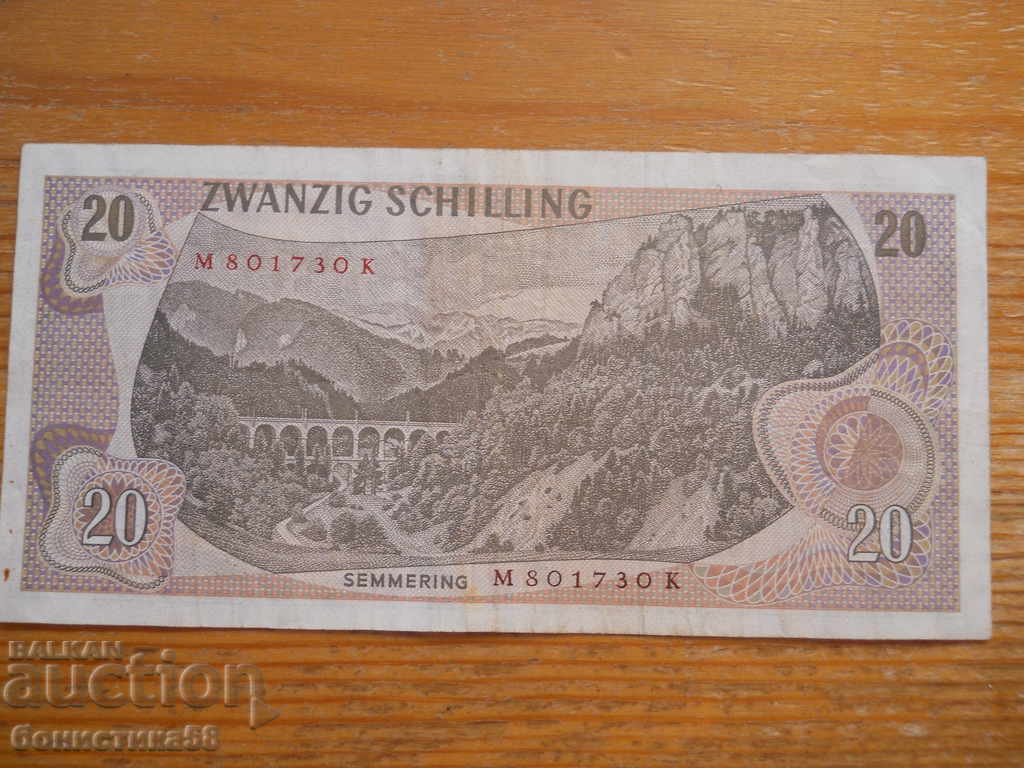 20 ZWANZIG SCHILLING 20
M 801730 K
20 20
SEMMERING M 801730 K
BALKAN
auction
бонистика58